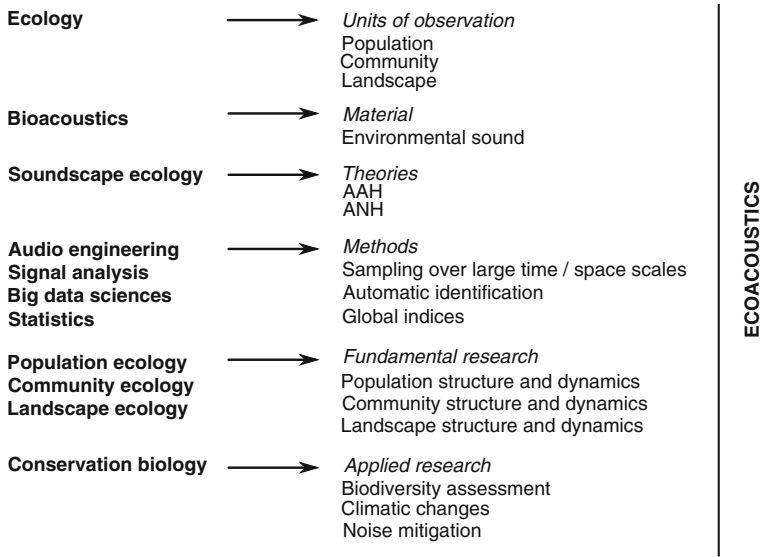 Ecology
Units of observation
Population
Community
Landscape
Bioacoustics
Material
Environmental sound
Soundscape ecology
Theories
AAH
ANH
Audio engineering
Signal analysis
Big data sciences
Statistics
Methods
Sampling over large time / space scales
Automatic identification
Global indices
Population ecology
Community ecology
Landscape ecology
Fundamental research
Population structure and dynamics
Community structure and dynamics
Landscape structure and dynamics
Conservation biology
Applied research
Biodiversity assessment
Climatic changes
Noise mitigation
ECOACOUSTICS